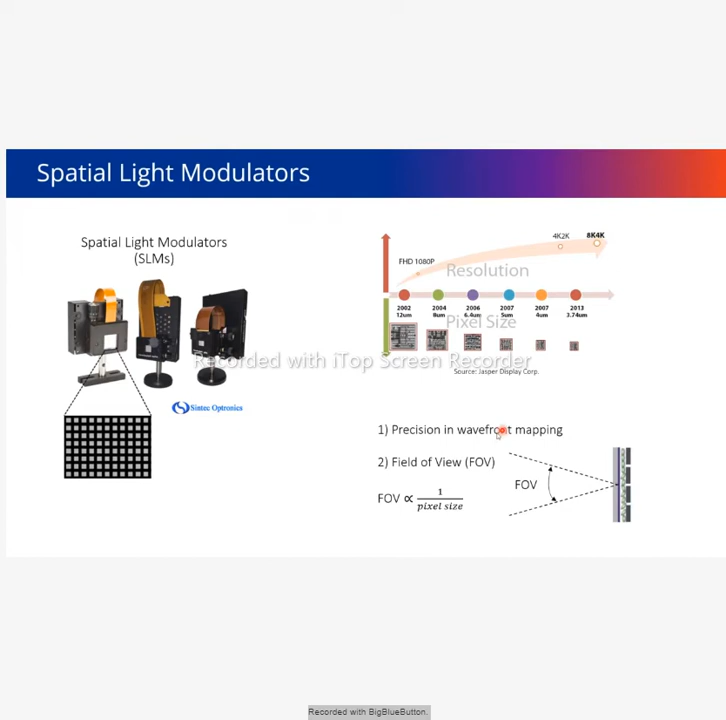 Spatial Light Modulators
Spatial Light Modulators
(SLMs)
Sintec Optronics
4K2K
8K4K
FHD 1080P
Resolution
2002
12um
2004
8um
2006
6.4um
2007
5um
2007
4um
2013
3.74um
Pixel Size
Recorded with iTop Screen Recorder
Source: Jasper Display Corp.
1) Precision in wavefront mapping
2) Field of View (FOV)
FOV ∝ 1
pixel size
FOV
Recorded with BigBlueButton.